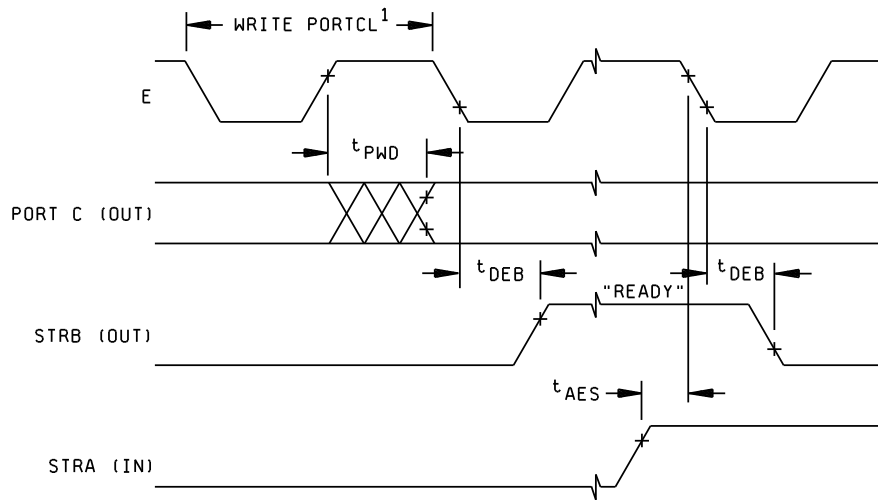 WRITE PORTCL1
E
tPWD
PORT C (OUT)
tDEB
tDEB
"READY"
STRB (OUT)
tAES
STRA (IN)